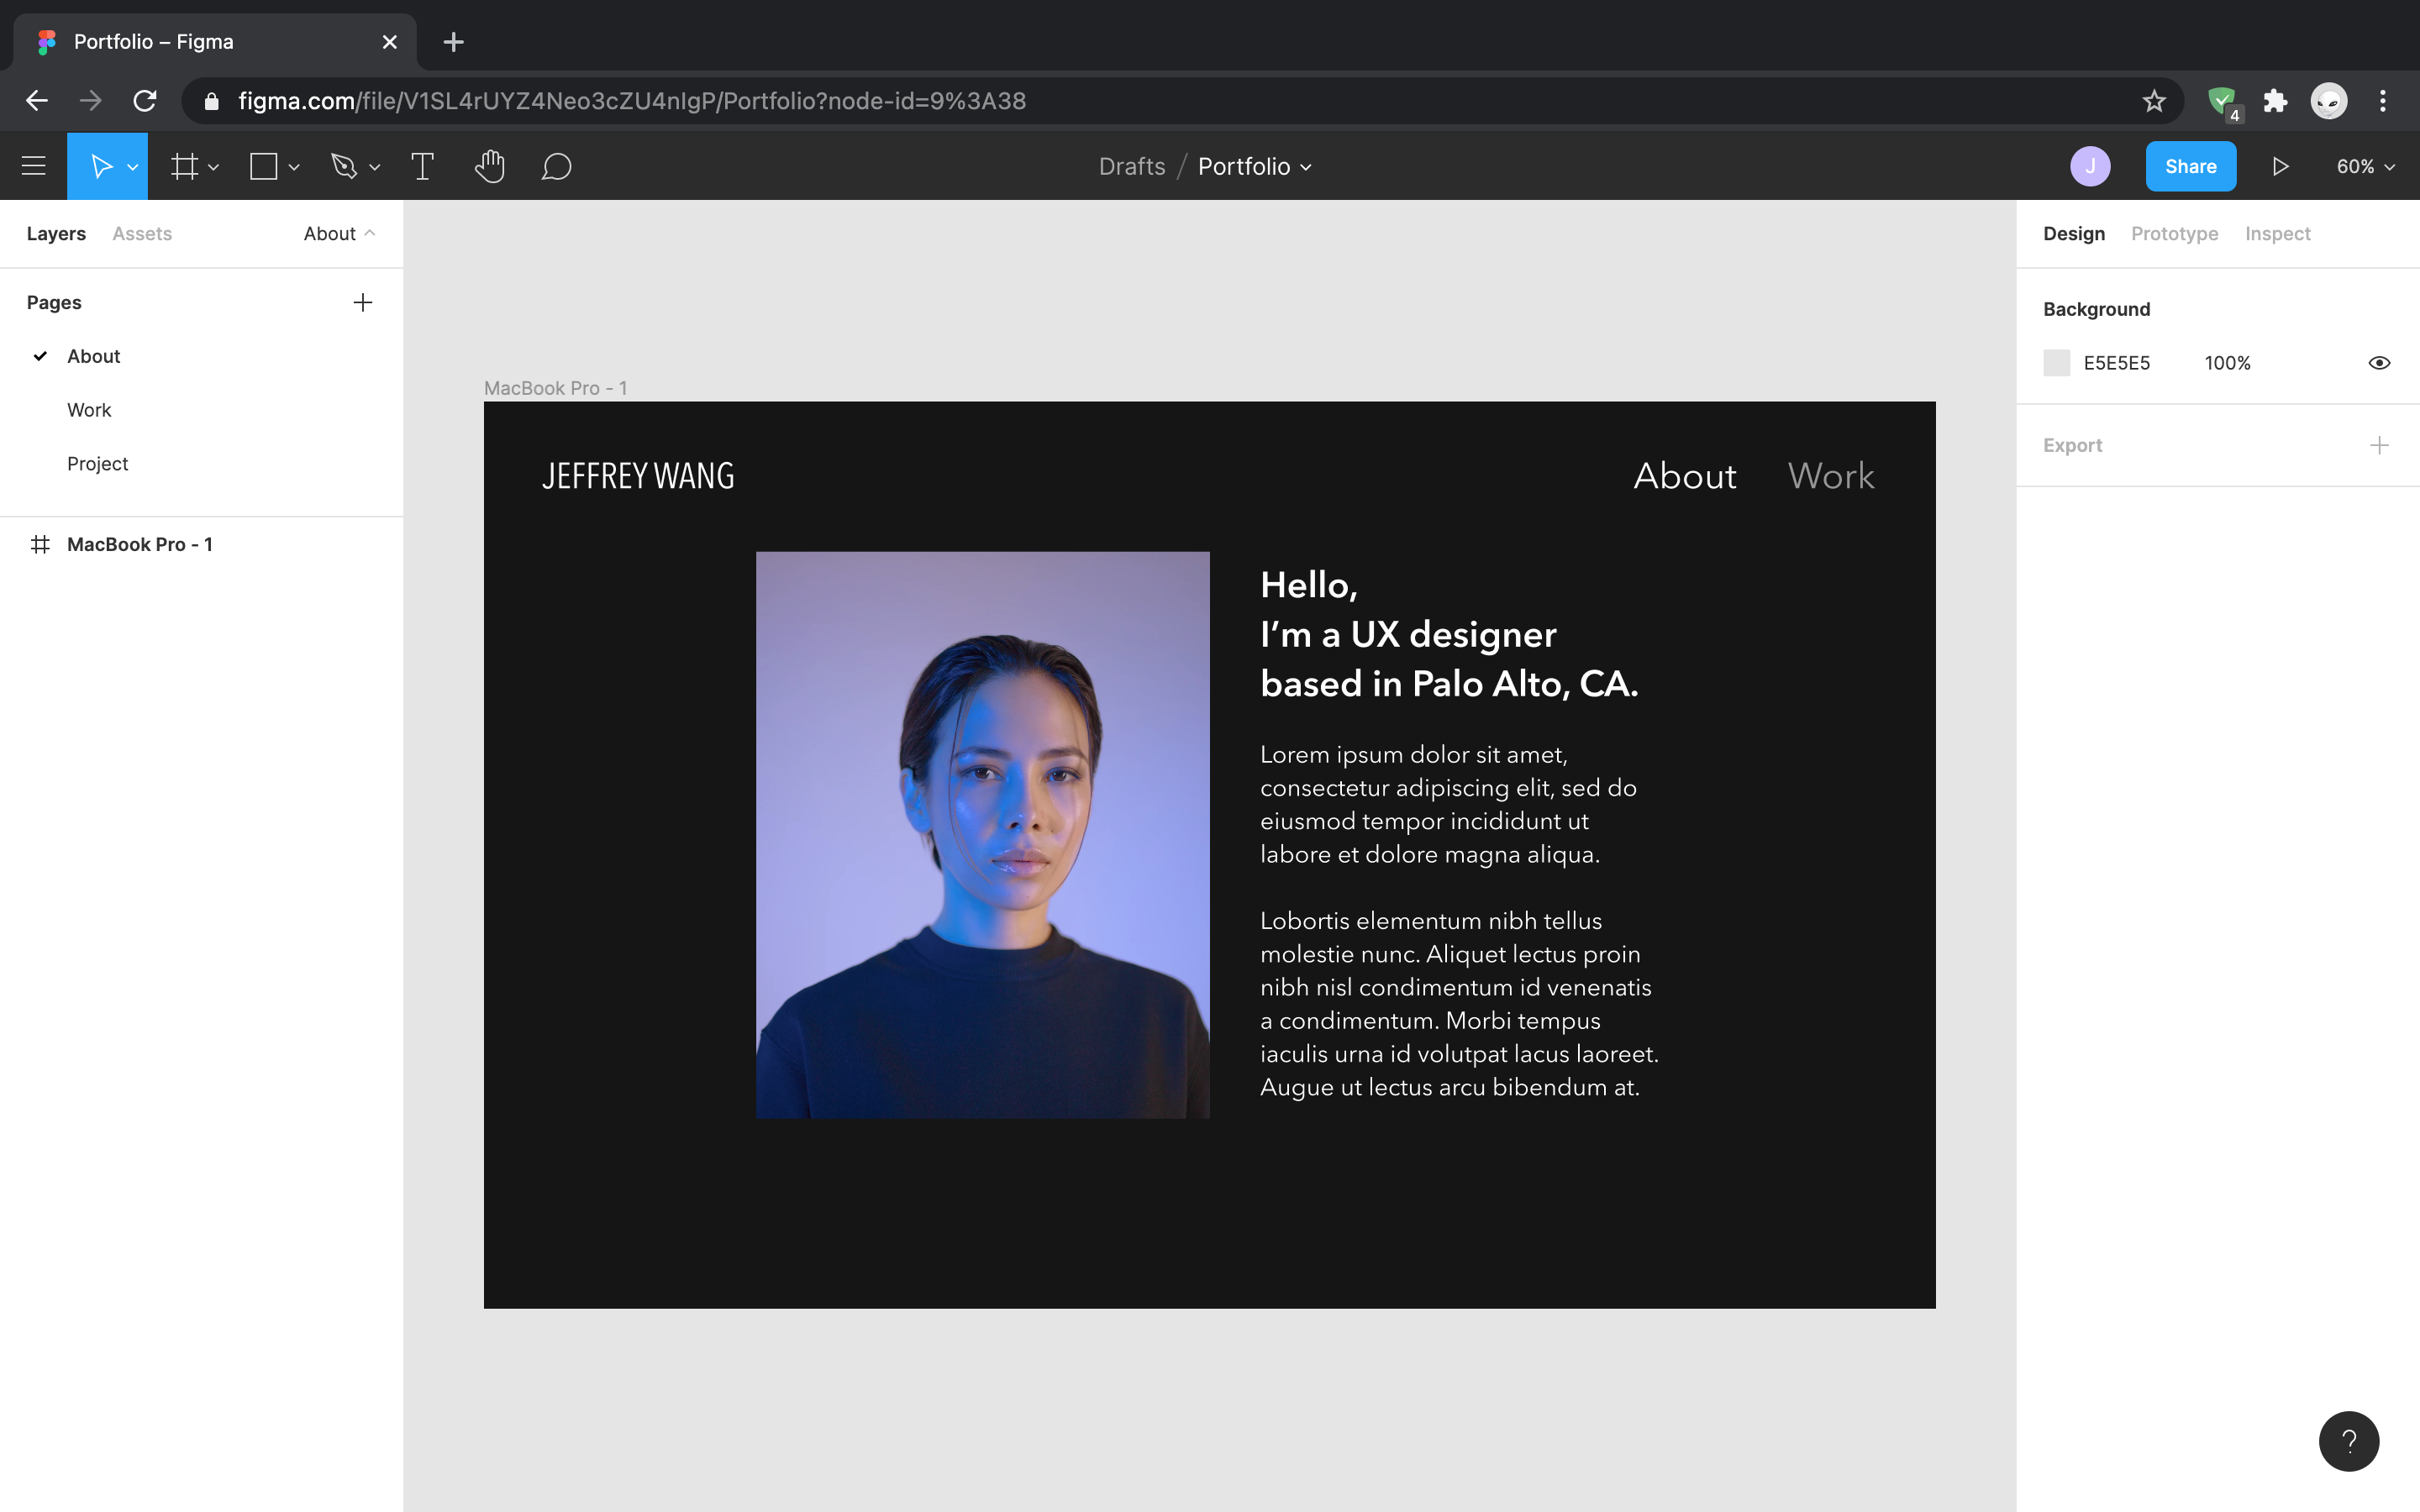 Portfolio – Figma
figma.com/file/V1SL4rUYZ4Neo3cZU4nIgP/Portfolio?node-id=9%3A38
4
Drafts / Portfolio
J
Share
60%
Layers
Assets
About
Pages
About
Work
Project
MacBook Pro - 1
MacBook Pro - 1
JEFFREY WANG
About
Work
Hello,
I’m a UX designer
based in Palo Alto, CA.
Lorem ipsum dolor sit amet,
consectetur adipiscing elit, sed do
eiusmod tempor incididunt ut
labore et dolore magna aliqua.
Lobortis elementum nibh tellus
molestie nunc. Aliquet lectus proin
nibh nisl condimentum id venenatis
a condimentum. Morbi tempus
iaculis urna id volutpat lacus laoreet.
Augue ut lectus arcu bibendum at.
Design
Prototype
Inspect
Background
E5E5E5
100%
Export
?